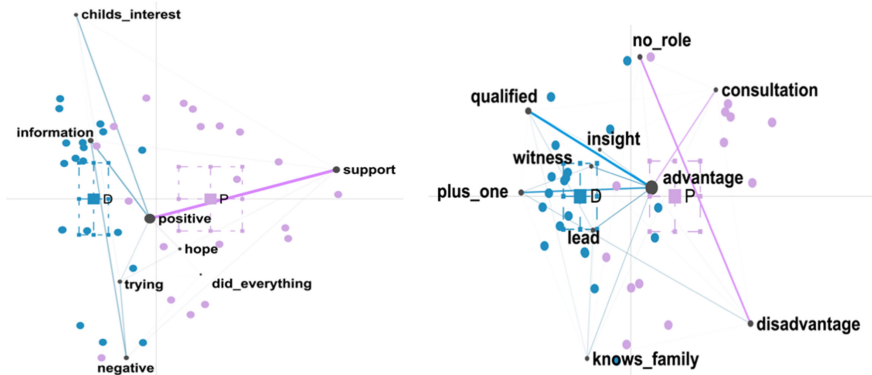 childs_interest
information
support
D
P
positive
hope
did_everything
trying
negative
no_role
qualified
consultation
insight
witness
advantage
plus_one
D
P
lead
disadvantage
knows_family